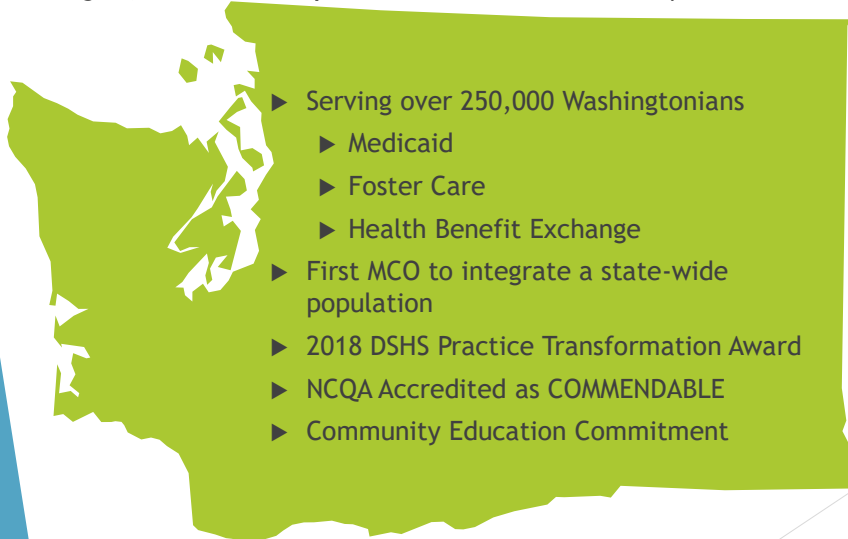 ▶ Serving over 250,000 Washingtonians
▶ Medicaid
▶ Foster Care
▶ Health Benefit Exchange
▶ First MCO to integrate a state-wide
population
▶ 2018 DSHS Practice Transformation Award
▶ NCQA Accredited as COMMENDABLE
▶ Community Education Commitment